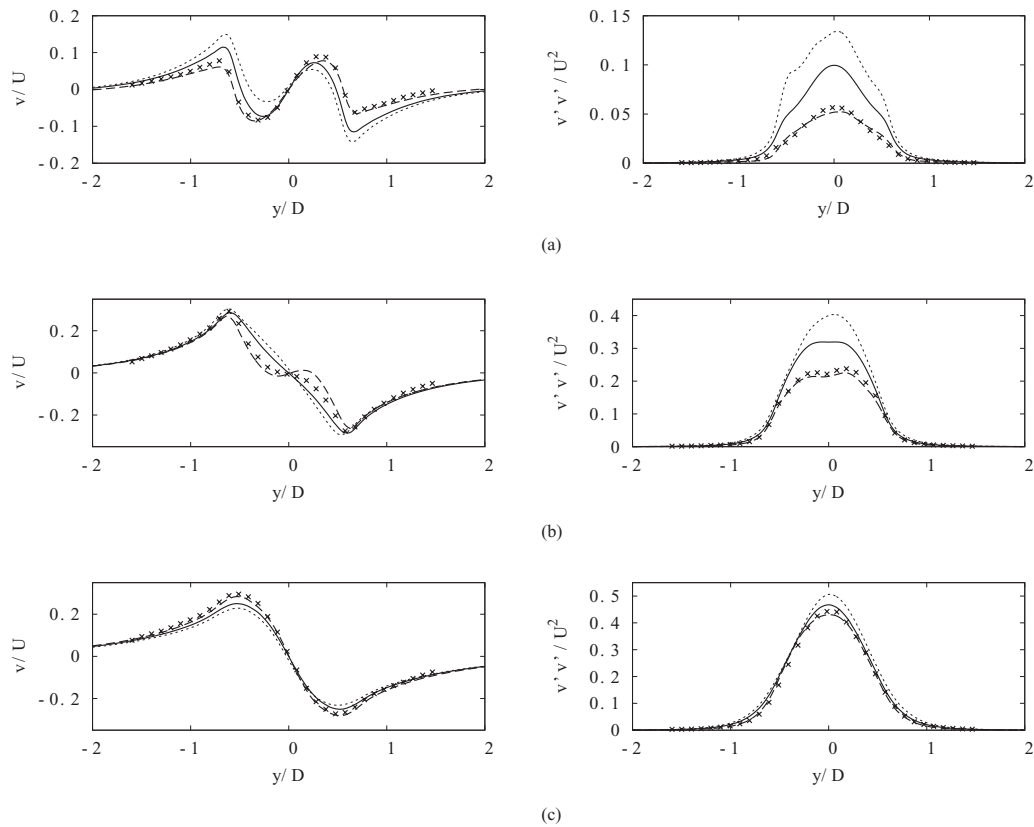 0. 2
0. 1
0
- 0. 1
- 0. 2
v/ U
- 2
- 1
0
1
2
y/ D
0. 15
0. 1
0. 05
0
v' v' / U2
- 2
- 1
0
1
2
y/ D
(a)
0. 2
0
- 0. 2
v/ U
- 2
- 1
0
1
2
y/ D
0. 4
0. 3
0. 2
0. 1
0
v' v' / U2
- 2
- 1
0
1
2
y/ D
(b)
0. 2
0
- 0. 2
v/ U
- 2
- 1
0
1
2
y/ D
0. 5
0. 4
0. 3
0. 2
0. 1
0
v' v' / U2
- 2
- 1
0
1
2
y/ D
(c)